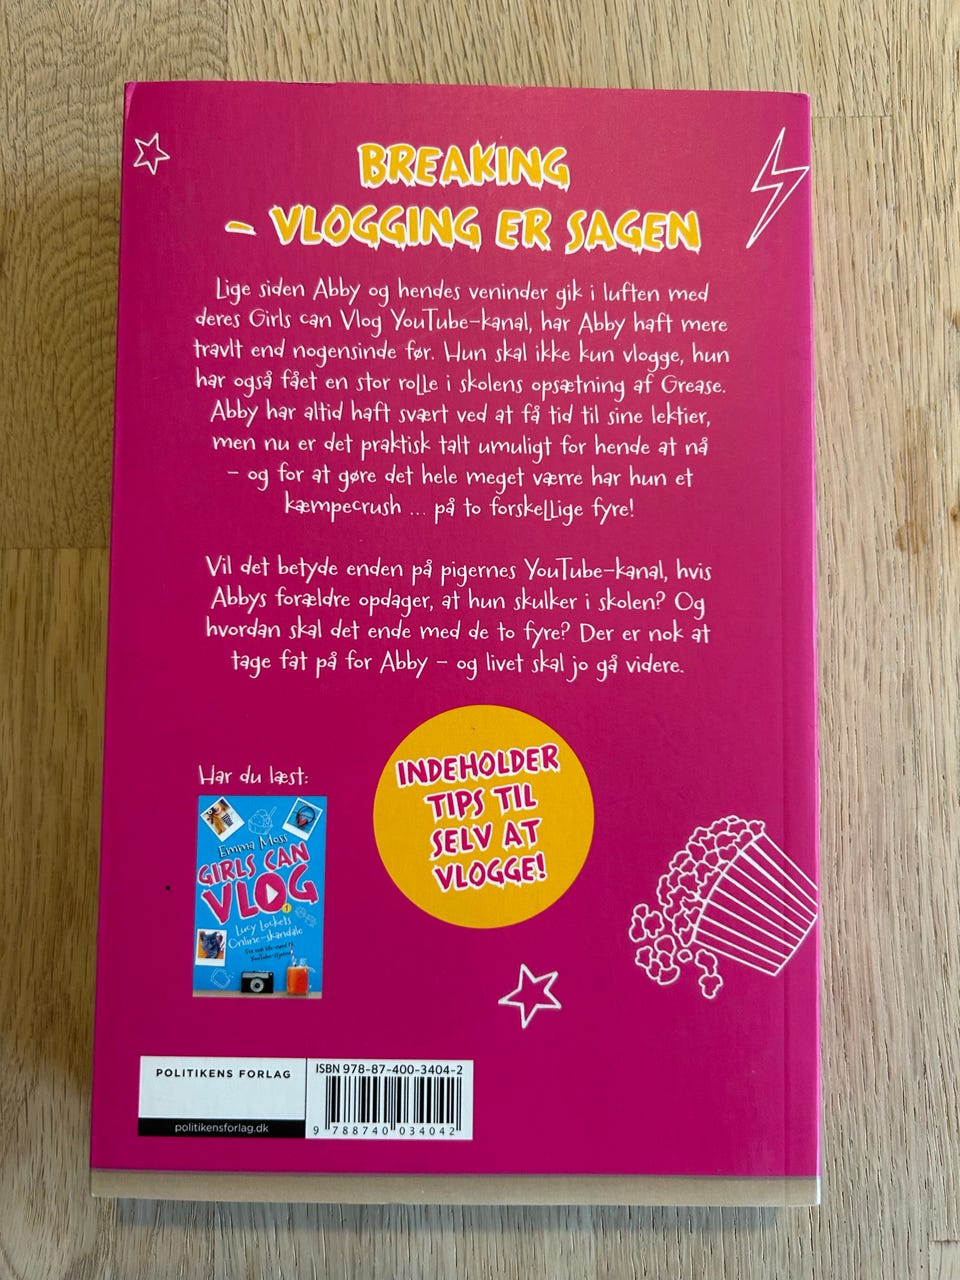 BREAKING
– VLOGGING ER SAGEN
Lige siden Abby og hendes veninder gik i luften med
deres Girls can Vlog YouTube-kanal, har Abby haft mere
travlt end nogensinde før. Hun skal ikke kun vlogge, hun
har også fået en stor rolle i skolens opsætning af Grease.
Abby har altid haft svært ved at få tid til sine lektier,
men nu er det praktisk talt umuligt for hende at nå
– og for at gøre det hele meget værre har hun et
kæmpecrush ... på to forskellige fyre!
Vil det betyde enden på pigernes YouTube-kanal, hvis
Abbys forældre opdager, at hun skulker i skolen? Og
hvordan skal det ende med de to fyre? Der er nok at
tage fat på for Abby – og livet skal jo gå videre.
Har du læst:
Emma Moss
GIRLS CAN
VLOG
1
Lucy Lockets
Online-skandale
INDEHOLDER
TIPS TIL
SELV AT
VLOGGE!
POLITIKENS FORLAG
politikensforlag.dk
ISBN 978-87-400-3404-2
9 788740 034042